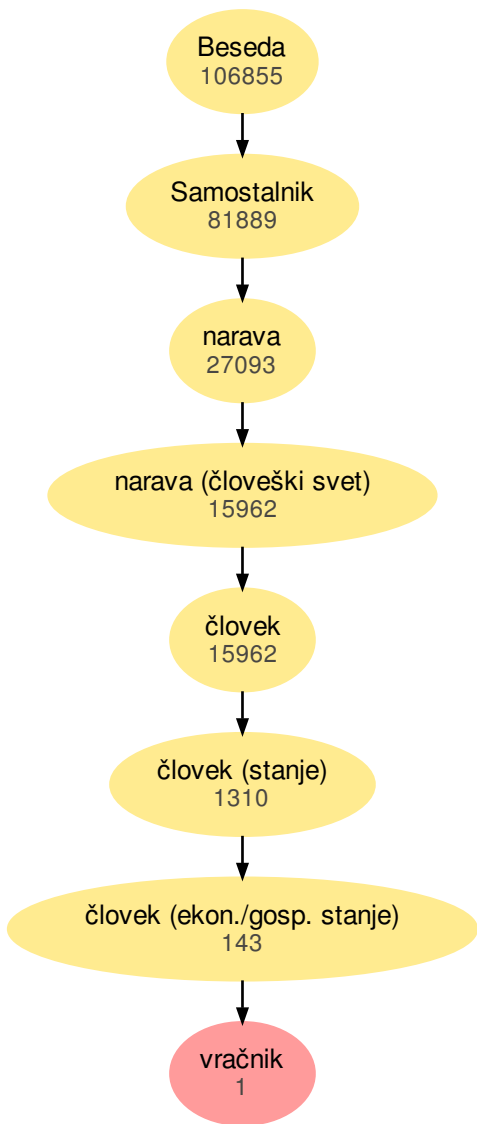 Beseda
106855
Samostalnik
81889
narava
27093
narava (človeški svet)
15962
človek
15962
človek (stanje)
1310
človek (ekon./gosp. stanje)
143
vračnik
1